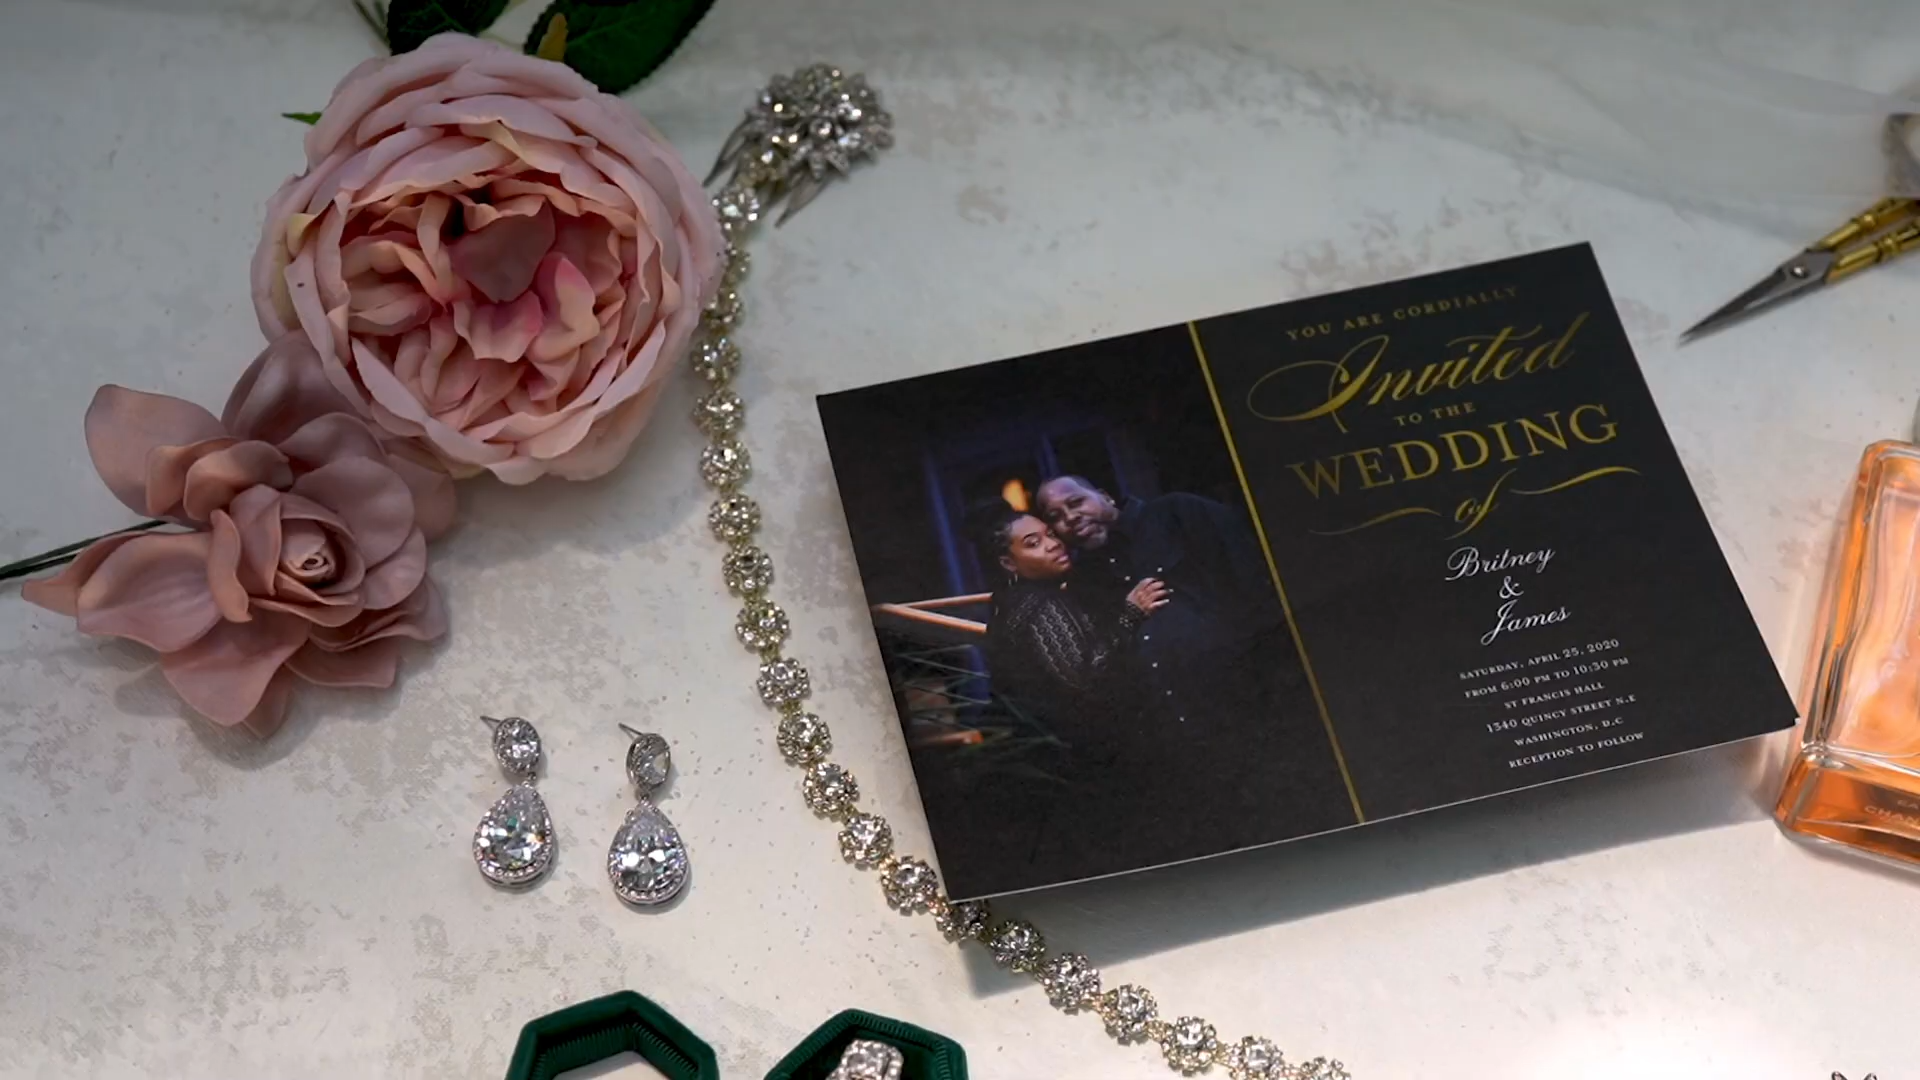 YOU ARE CORDIALLY
Invited
TO THE
WEDDING
of
Britney
&
James
SATURDAY, APRIL 25, 2020
FROM 6:00 PM TO 10:30 PM
ST FRANCIS HALL
1340 QUINCY STREET N.E
WASHINGTON, D.C
RECEPTION TO FOLLOW